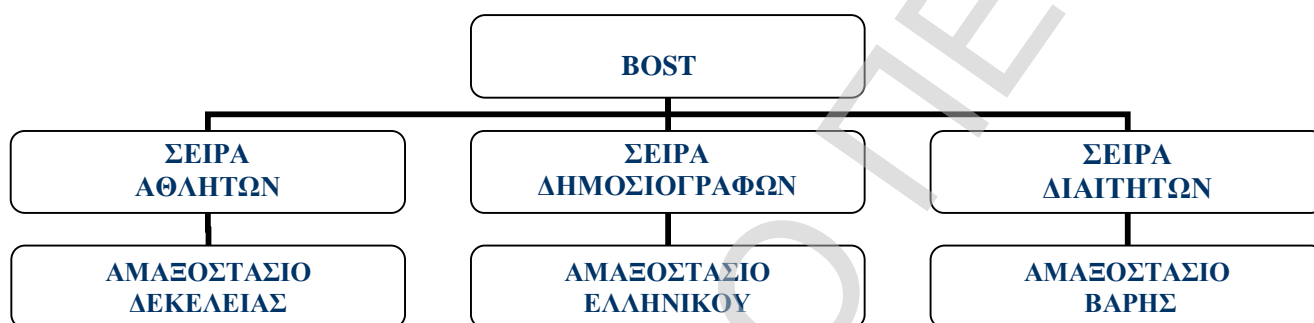 BOST
ΣΕΙΡΑ
ΑΘΛΗΤΩΝ
ΣΕΙΡΑ
ΔΗΜΟΣΙΟΓΡΑΦΩΝ
ΣΕΙΡΑ
ΔΙΑΙΤΗΤΩΝ
ΑΜΑΞΟΣΤΑΣΙΟ
ΔΕΚΕΛΕΙΑΣ
ΑΜΑΞΟΣΤΑΣΙΟ
ΕΛΛΗΝΙΚΟΥ
ΑΜΑΞΟΣΤΑΣΙΟ
ΒΑΡΗΣ